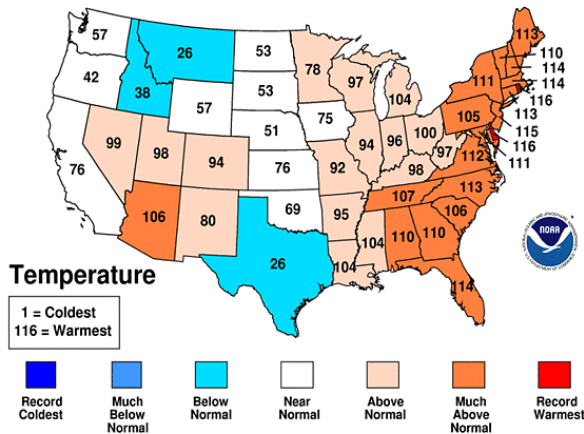 57
26
53
78
113
110
114
114
42
38
97
111
116
57
53
104
105
113
115
99
98
94
51
75
94
96
100
97
116
76
76
92
98
112
111
106
80
69
95
107
113
106
26
104
104
110
110
114
NOAA
Temperature
1 = Coldest
116 = Warmest
Record
Coldest
Much
Below
Normal
Below
Normal
Near
Normal
Above
Normal
Much
Above
Normal
Record
Warmest